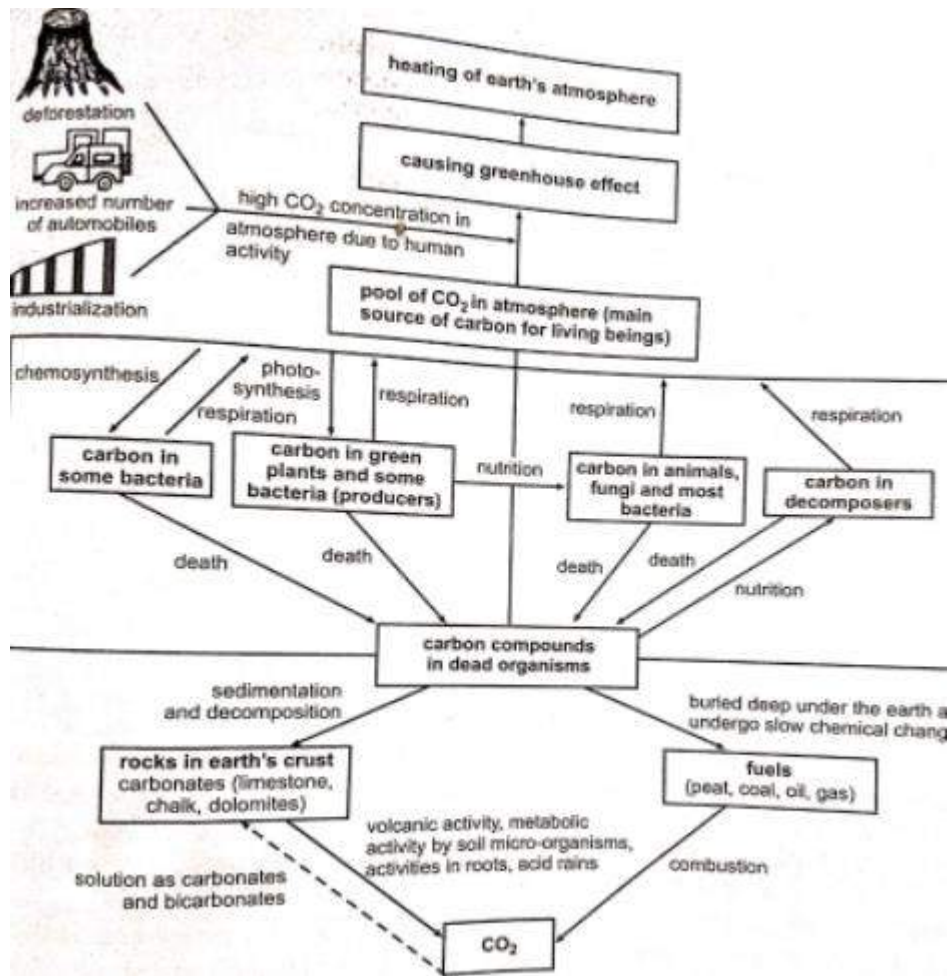 heating of earth's atmosphere
deforestation
causing greenhouse effect
increased number
of automobiles
high CO₂ concentration in
atmosphere due to human
activity
industrialization
pool of CO₂ in atmosphere (main
source of carbon for living beings)
chemosynthesis
respiration
photo-
synthesis
respiration
respiration
respiration
carbon in
some bacteria
carbon in green
plants and some
bacteria (producers)
nutrition
carbon in animals,
fungi and most
bacteria
carbon in
decomposers
death
death
death
death
nutrition
carbon compounds
in dead organisms
sedimentation
and decomposition
buried deep under the earth
undergo slow chemical
rocks in earth's crust
carbonates (limestone,
chalk, dolomites)
fuels
(peat, coal, oil, gas)
volcanic activity, metabolic
activity by soil micro-organisms,
activities in roots, acid rains
combustion
solution as carbonates
and bicarbonates
CO₂